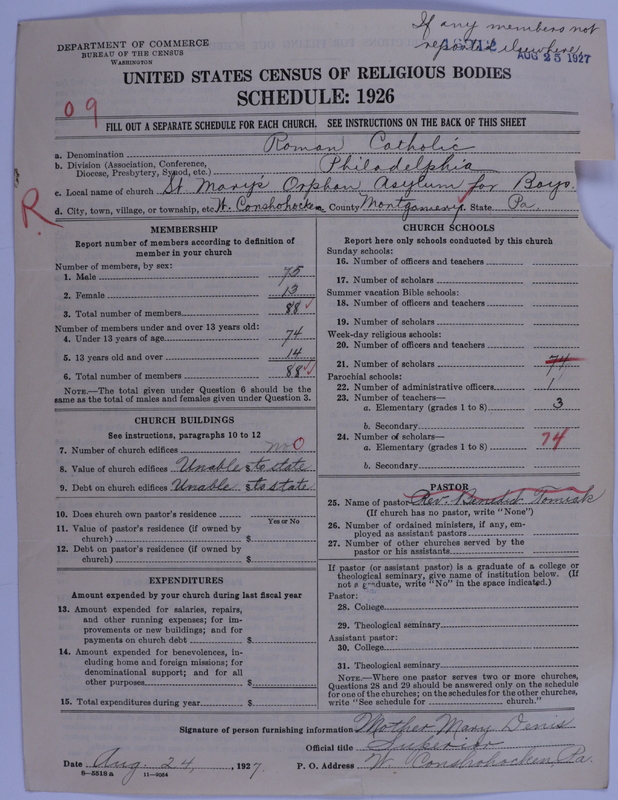 If any members not
reported elsewhere
AUG 25 1927
DEPARTMENT OF COMMERCE
BUREAU OF THE CENSUS
WASHINGTON
UNITED STATES CENSUS OF RELIGIOUS BODIES
SCHEDULE: 1926
09
FILL OUT A SEPARATE SCHEDULE FOR EACH CHURCH. SEE INSTRUCTIONS ON THE BACK OF THIS SHEET
a. Denomination Roman Catholic
b. Division (Association, Conference, Diocese, Presbytery, Synod, etc.) Philadelphia
c. Local name of church St. Mary's Orphan Asylum for Boys.
R.
d. City, town, village, or township, etc. W. Conshohocken County Montgomery. State Pa.
MEMBERSHIP
Report number of members according to definition of
member in your church
Number of members, by sex:
1. Male 75
2. Female 13
3. Total number of members 88
Number of members under and over 13 years old:
4. Under 13 years of age 74
5. 13 years old and over 14
6. Total number of members 88
NOTE.—The total given under Question 6 should be the
same as the total of males and females given under Question 3.
CHURCH BUILDINGS
See instructions, paragraphs 10 to 12
7. Number of church edifices no 0
8. Value of church edifices Unable $ to state
9. Debt on church edifices Unable $ to state
10. Does church own pastor's residence
Yes or No
11. Value of pastor's residence (if owned by
church) $
12. Debt on pastor's residence (if owned by
church) $
EXPENDITURES
Amount expended by your church during last fiscal year
13. Amount expended for salaries, repairs,
and other running expenses; for im-
provements or new buildings; and for
payments on church debt $
14. Amount expended for benevolences, in-
cluding home and foreign missions; for
denominational support; and for all
other purposes $
15. Total expenditures during year $
CHURCH SCHOOLS
Report here only schools conducted by this church
Sunday schools:
16. Number of officers and teachers
17. Number of scholars
Summer vacation Bible schools:
18. Number of officers and teachers
19. Number of scholars
Week-day religious schools:
20. Number of officers and teachers
21. Number of scholars 74
Parochial schools:
22. Number of administrative officers 1
23. Number of teachers—
a. Elementary (grades 1 to 8) 3
b. Secondary
24. Number of scholars—
a. Elementary (grades 1 to 8) 74
b. Secondary
PASTOR
25. Name of pastor Rev. Benedict Tomiak
(If church has no pastor, write "None")
26. Number of ordained ministers, if any, em-
ployed as assistant pastors
27. Number of other churches served by the
pastor or his assistants
If pastor (or assistant pastor) is a graduate of a college or
theological seminary, give name of institution below. (If
not a graduate, write "No" in the space indicated.)
Pastor:
28. College
29. Theological seminary
Assistant pastor:
30. College
31. Theological seminary
NOTE.—Where one pastor serves two or more churches,
Questions 28 and 29 should be answered only on the schedule
for one of the churches; on the schedules for the other churches,
write "See schedule for church."
Signature of person furnishing information Mother Mary Denis
Official title Superior
Date Aug. 24, 1927. P. O. Address W. Conshohocken, Pa.
8—5518a 11—9064